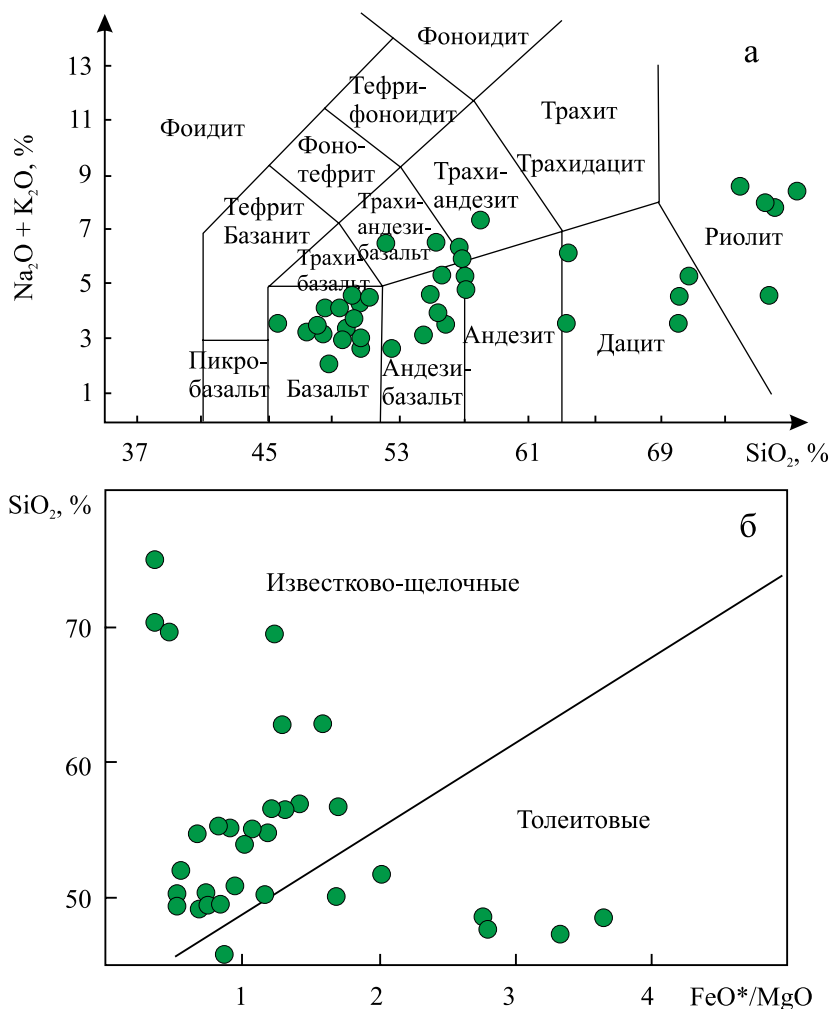 а
Фоноидит
13
Тефри-
фоноидит
11
Трахит
Фоидит
Na₂O + K₂O, %
Фоно-
тефрит
9
Трахи-
андезит
Трахидацит
7
Тефрит
Базанит
Трахи-
андези-
базальт
Риолит
5
Трахи-
базальт
3
Пикро-
базальт
Базальт
Андези-
базальт
Андезит
Дацит
1
37
45
53
61
69
SiO₂, %
SiO₂, %
б
Известково-щелочные
70
60
Толеитовые
50
1
2
3
4
FeO*/MgO